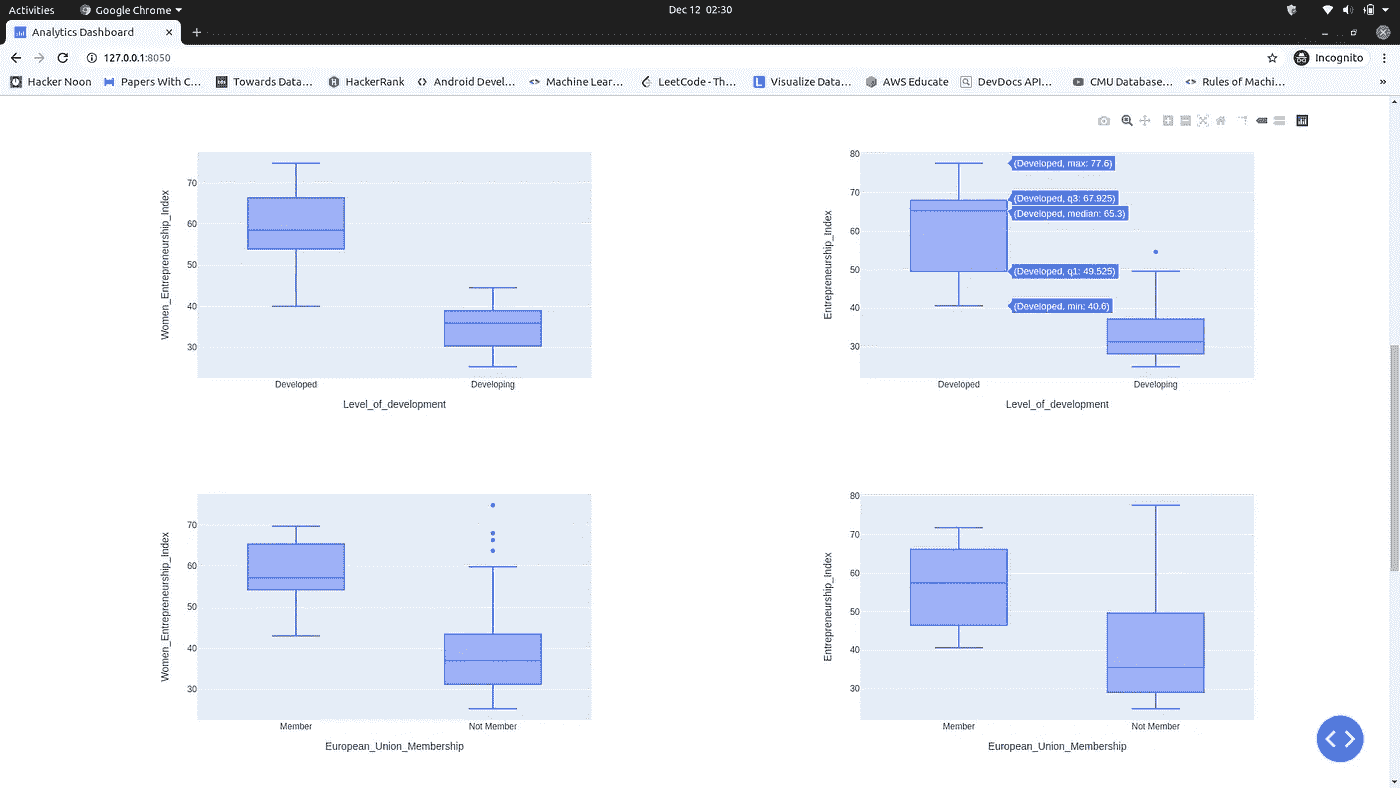 Activities Google Chrome Dec 12 02:30
Analytics Dashboard
127.0.0.1:8050 Incognito
Hacker Noon Papers With C... Towards Data... HackerRank Android Devel... Machine Lear... LeetCode - Th... Visualize Data... AWS Educate DevDocs API... CMU Database... Rules of Machi... »
Women_Entrepreneurship_Index
70
60
50
40
30
Developed Developing
Level_of_development
Entrepreneurship_Index
80
70
60
50
40
30
(Developed, max: 77.6)
(Developed, q3: 67.925)
(Developed, median: 65.3)
(Developed, q1: 49.525)
(Developed, min: 40.6)
Developed Developing
Level_of_development
Women_Entrepreneurship_Index
70
60
50
40
30
Member Not Member
European_Union_Membership
Entrepreneurship_Index
80
70
60
50
40
30
Member Not Member
European_Union_Membership